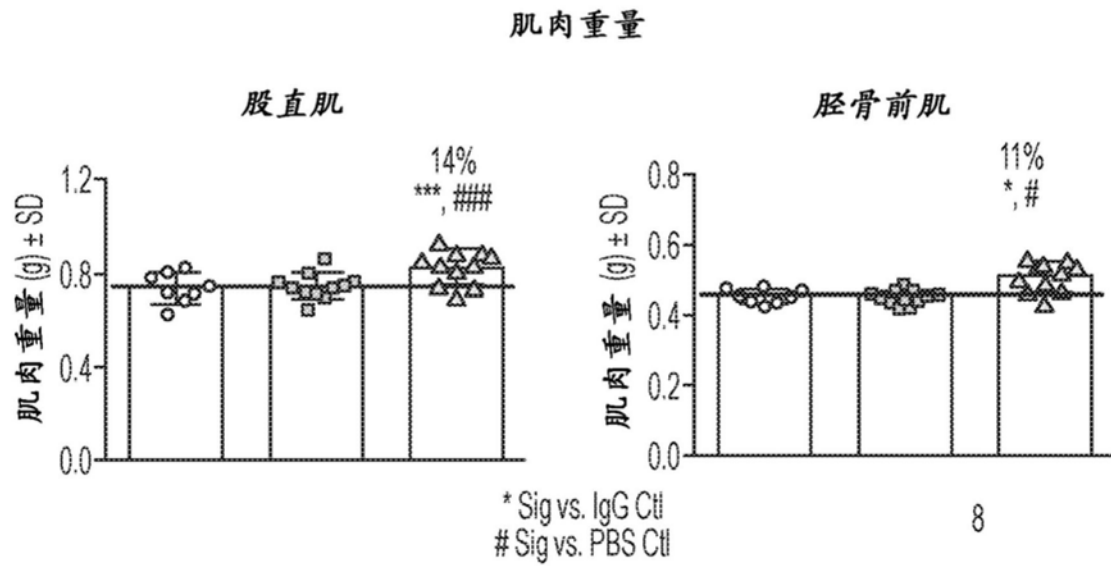 肌肉重量
股直肌
14%
***, ###
肌肉重量 (g) ± SD
1.2
0.8
0.4
0.0
胫骨前肌
11%
*, #
肌肉重量 (g) ± SD
0.8
0.6
0.4
0.2
0.0
* Sig vs. IgG Ctl
# Sig vs. PBS Ctl
8